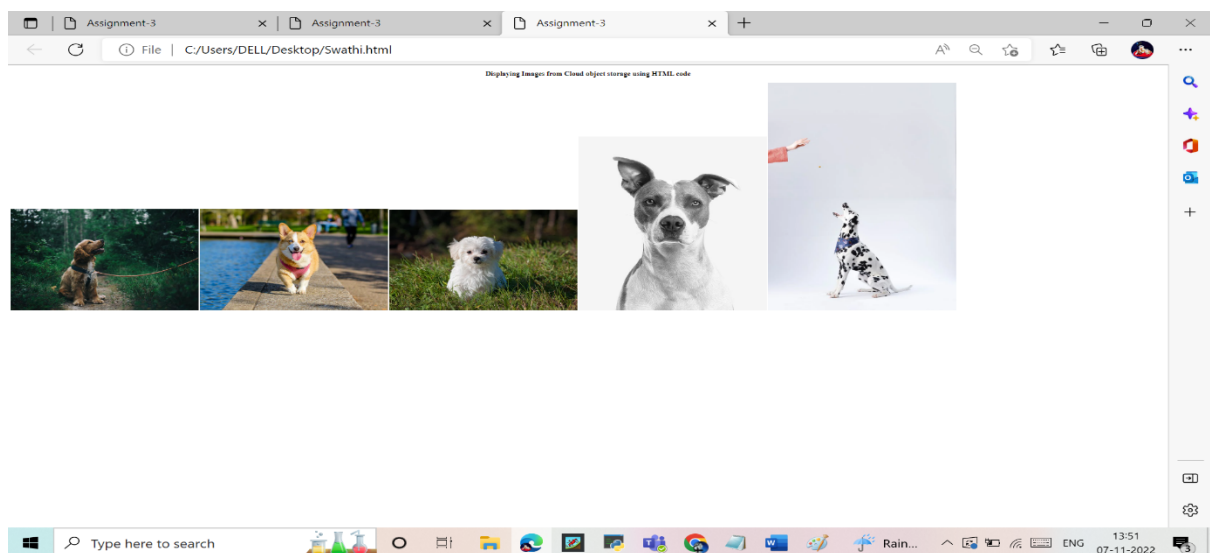 Assignment-3
Assignment-3
Assignment-3
File | C:/Users/DELL/Desktop/Swathi.html
Displaying Images from Cloud object storage using HTML code
Type here to search
Rain...
ENG
13:51
07-11-2022
3